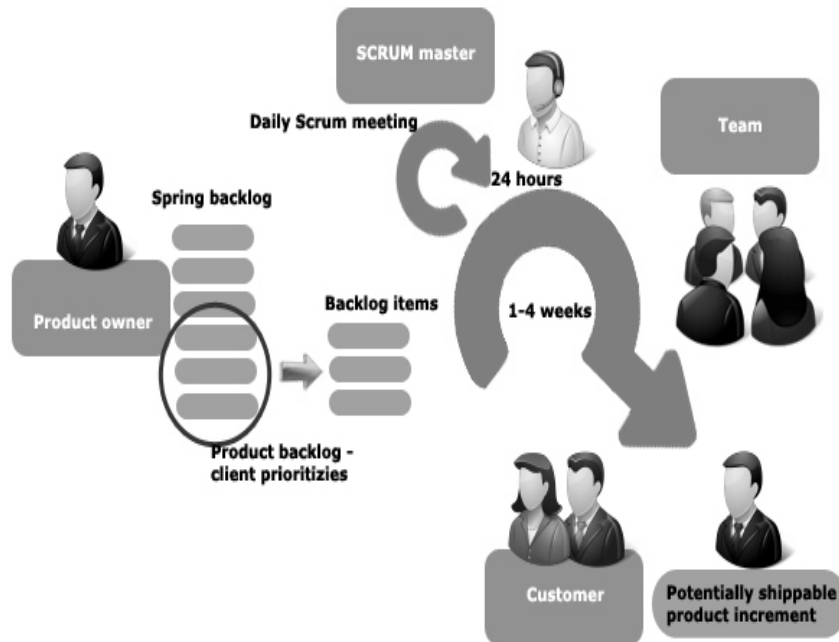 SCRUM master
Daily Scrum meeting
Team
24 hours
Spring backlog
Product owner
Backlog items
1-4 weeks
Product backlog -
client prioritizies
Customer
Potentially shippable
product increment